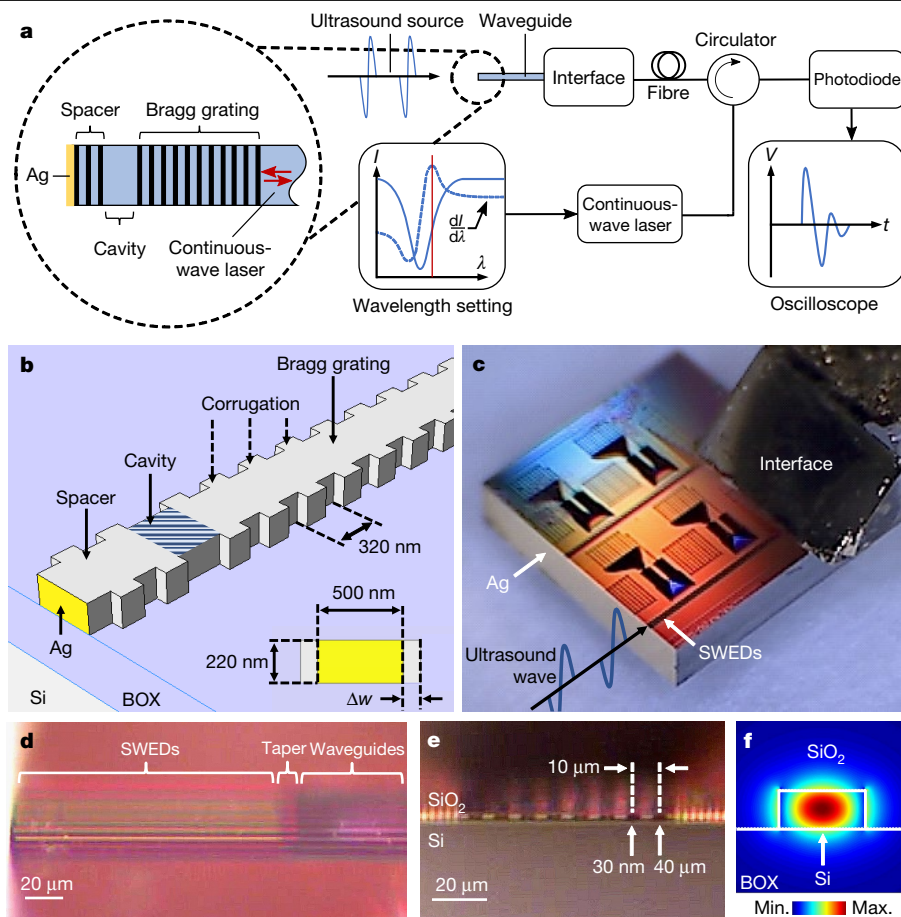 a
Ultrasound source
Waveguide
Interface
Fibre
Circulator
Photodiode
Spacer
Bragg grating
Ag
Cavity
Continuous-
wave laser
I
dI
dλ
λ
Wavelength setting
Continuous-
wave laser
V
t
Oscilloscope
b
Bragg grating
Corrugation
Cavity
Spacer
320 nm
Ag
500 nm
220 nm
Δw
Si
BOX
c
Interface
Ag
SWEDs
Ultrasound
wave
d
SWEDs
Taper
Waveguides
20 μm
e
10 μm
SiO2
Si
30 nm
40 μm
20 μm
f
SiO2
Si
BOX
Min.
Max.